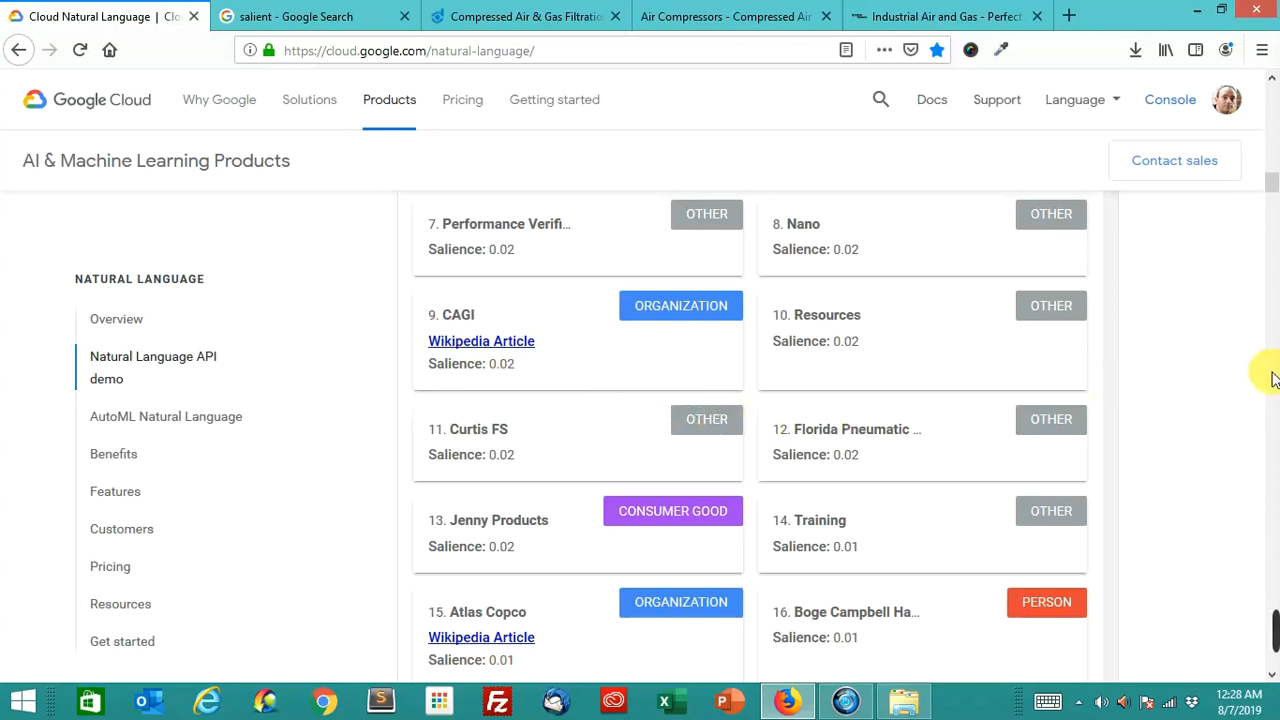 Cloud Natural Language | Clo
salient - Google Search
Compressed Air & Gas Filtration
Air Compressors - Compressed Air
Industrial Air and Gas - Perfect
https://cloud.google.com/natural-language/
Google Cloud
Why Google
Solutions
Products
Pricing
Getting started
Docs
Support
Language
Console
AI & Machine Learning Products
Contact sales
NATURAL LANGUAGE
Overview
Natural Language API
demo
AutoML Natural Language
Benefits
Features
Customers
Pricing
Resources
Get started
7. Performance Verifi...
OTHER
Salience: 0.02
8. Nano
OTHER
Salience: 0.02
9. CAGI
ORGANIZATION
Wikipedia Article
Salience: 0.02
10. Resources
OTHER
Salience: 0.02
11. Curtis FS
OTHER
Salience: 0.02
12. Florida Pneumatic ...
OTHER
Salience: 0.02
13. Jenny Products
CONSUMER GOOD
Salience: 0.02
14. Training
OTHER
Salience: 0.01
15. Atlas Copco
ORGANIZATION
Wikipedia Article
Salience: 0.01
16. Boge Campbell Ha...
PERSON
Salience: 0.01
12:28 AM
8/7/2019